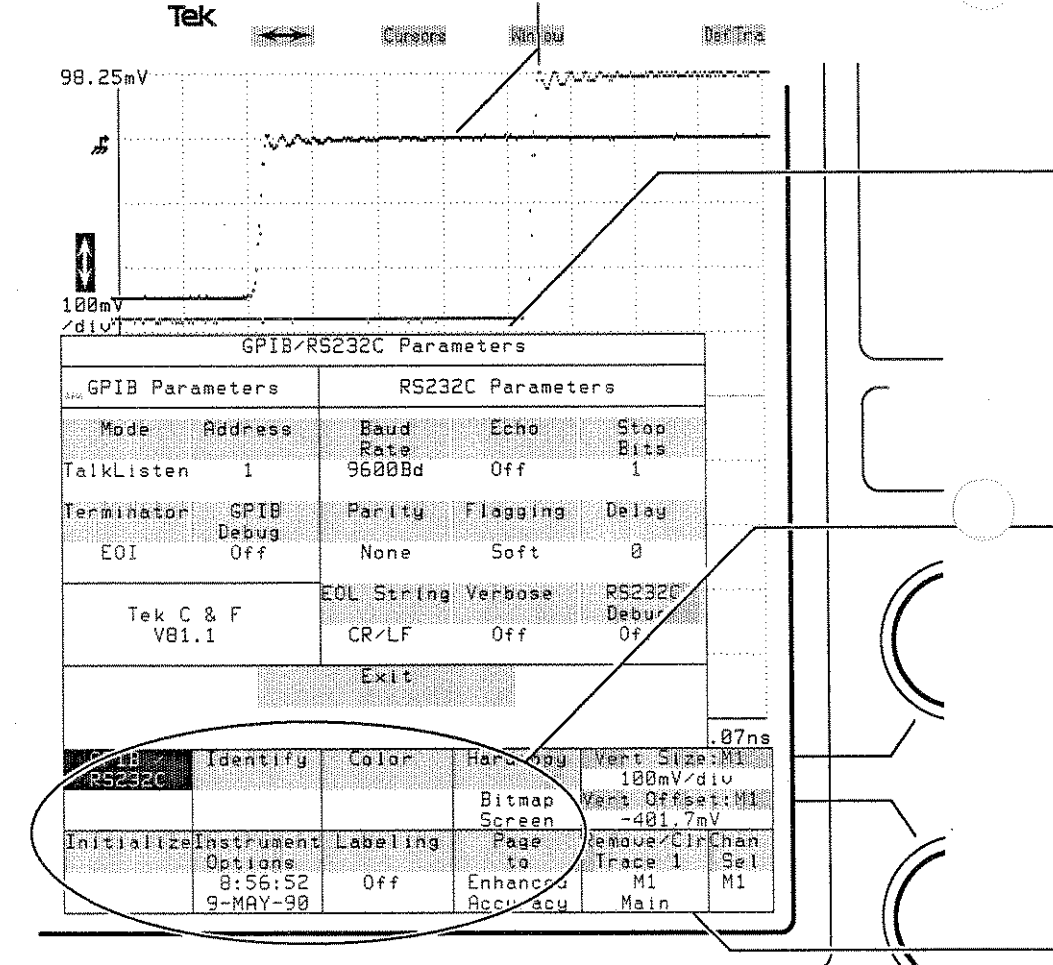 Tek
Cursors Window DefTra
98.25mV
100mV
/div
GPIB/RS232C Parameters
GPIB Parameters RS232C Parameters
Mode Address Baud Rate Echo Stop Bits
TalkListen 1 9600Bd Off 1
Terminator GPIB Debug Parity Flagging Delay
EOI Off None Soft 0
Tek C & F
V81.1
EOL String Verbose RS232C Debug
CR/LF Off Of
Exit
.07ns
GPIB / RS232C Identify Color Hardcopy Vert Size:M1
100mV/div
Bitmap Screen Vert Offset:M1
-401.7mV
Initialize Instrument Options Labeling Page to Remove/Clr Trace 1 Chan Sel
8:56:52 Off Enhanced M1 M1
9-MAY-90 Accuracy Main